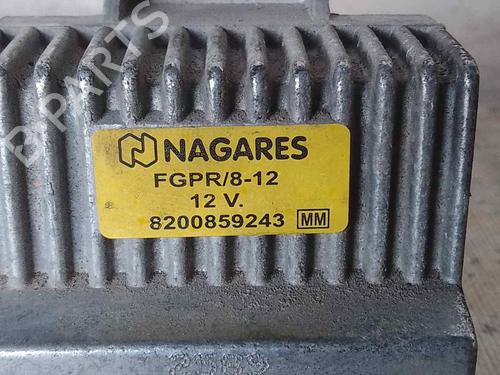 B-PARTS
NAGARES
FGPR/8-12
12 V.
8200859243 MM